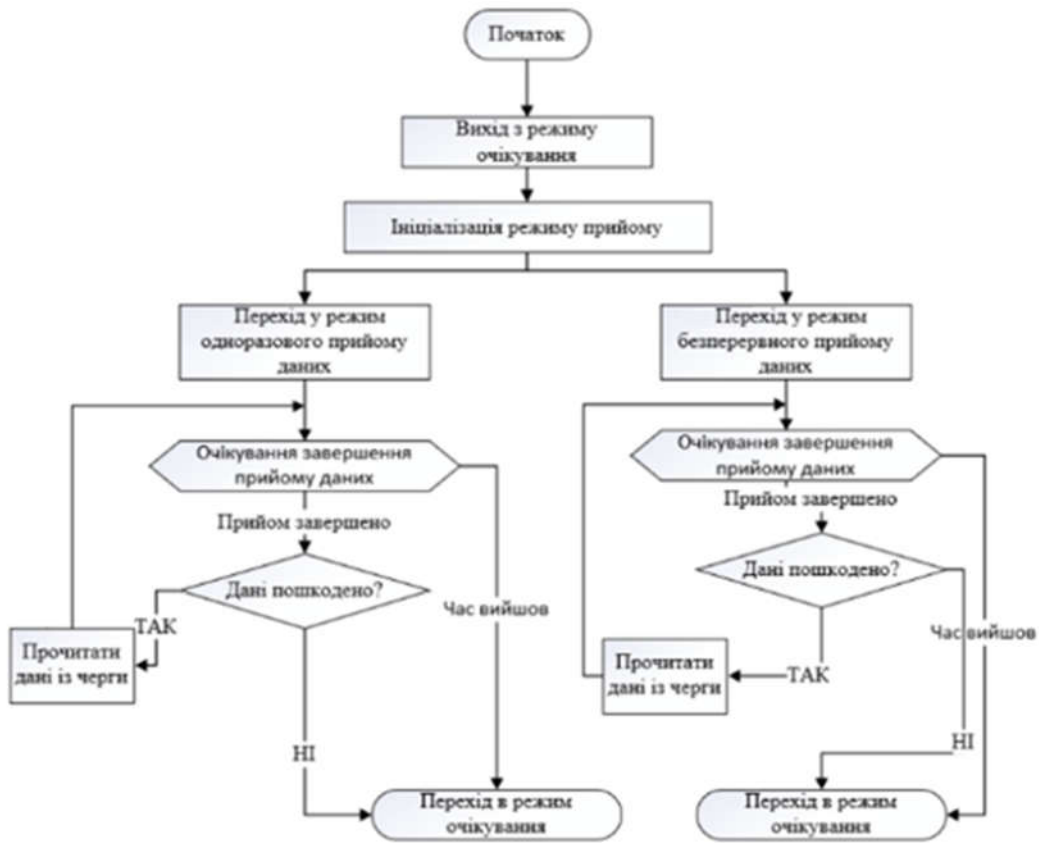 Початок
Вихід з режиму
очікування
Ініціалізація режиму прийому
Перехід у режим
одноразового прийому
даних
Перехід у режим
безперервного прийому
даних
Очікування завершення
прийому даних
Очікування завершення
прийому даних
Прийом завершено
Прийом завершено
Дані пошкодено?
Дані пошкодено?
Час вийшов
Час вийшов
ТАК
Прочитати
дані із черги
Прочитати
дані із черги
ТАК
НІ
НІ
Перехід в режим
очікування
Перехід в режим
очікування